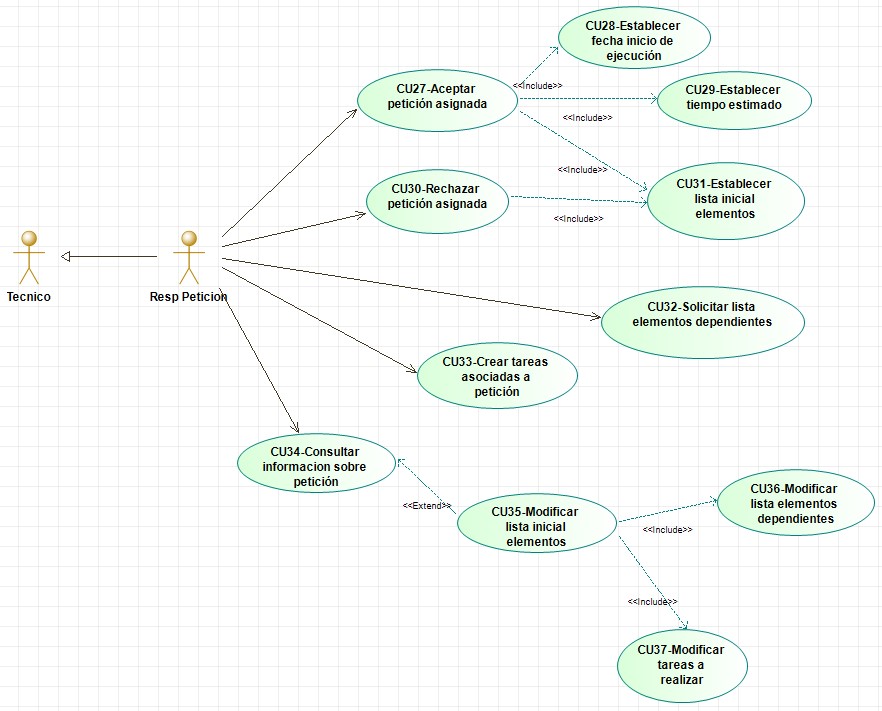 CU28-Establecer
fecha inicio de
ejecución
CU27-Aceptar
petición asignada
<<Include>>
CU29-Establecer
tiempo estimado
<<Include>>
<<Include>>
CU30-Rechazar
petición asignada
CU31-Establecer
lista inicial
elementos
<<Include>>
Tecnico
Resp Peticion
CU32-Solicitar lista
elementos dependientes
CU33-Crear tareas
asociadas a
petición
CU34-Consultar
informacion sobre
petición
<<Extend>>
CU35-Modificar
lista inicial
elementos
CU36-Modificar
lista elementos
dependientes
<<Include>>
<<Include>>
CU37-Modificar
tareas a
realizar